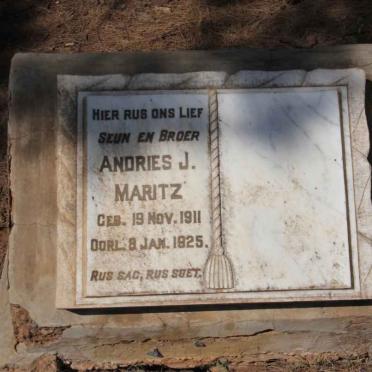 HIER RUS ONS LIEF
SEUN EN BROER
ANDRIES J.
MARITZ
GEB. 19 NOV. 1911
OORL. 8 JAN. 1925.
RUS SAG, RUS SOET.